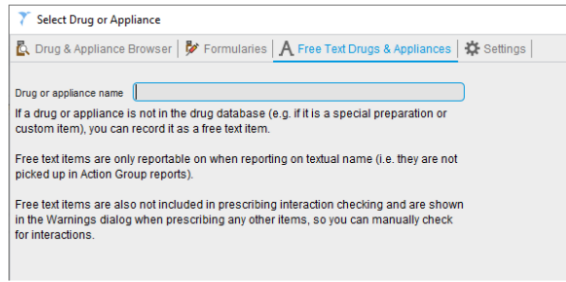 Select Drug or Appliance
Drug & Appliance Browser Formularies Free Text Drugs & Appliances Settings
Drug or appliance name
If a drug or appliance is not in the drug database (e.g. if it is a special preparation or
custom item), you can record it as a free text item.
Free text items are only reportable on when reporting on textual name (i.e. they are not
picked up in Action Group reports).
Free text items are also not included in prescribing interaction checking and are shown
in the Warnings dialog when prescribing any other items, so you can manually check
for interactions.